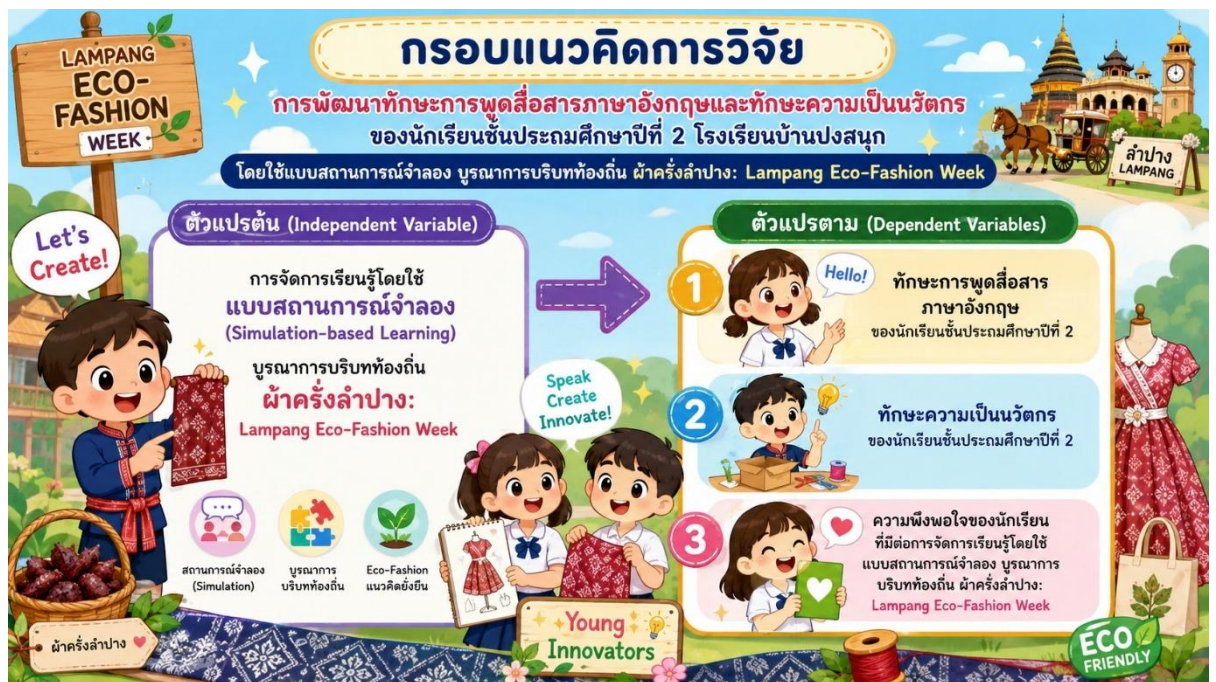 LAMPANG
ECO-
FASHION
WEEK
กรอบแนวคิดการวิจัย
การพัฒนาทักษะการพูดสื่อสารภาษาอังกฤษและทักษะความเป็นนวัตกร
ของนักเรียนชั้นประถมศึกษาปีที่ 2 โรงเรียนบ้านปงสนุก
โดยใช้แบบสถานการณ์จำลอง บูรณาการบริบทท้องถิ่น ผ้าครั่งลำปาง: Lampang Eco-Fashion Week
ลำปาง
LAMPANG
Let's
Create!
ตัวแปรต้น (Independent Variable)
การจัดการเรียนรู้โดยใช้
แบบสถานการณ์จำลอง
(Simulation-based Learning)
บูรณาการบริบทท้องถิ่น
ผ้าครั่งลำปาง:
Lampang Eco-Fashion Week
สถานการณ์จำลอง
(Simulation)
บูรณาการ
บริบทท้องถิ่น
Eco-Fashion
แนวคิดยั่งยืน
Speak
Create
Innovate!
ตัวแปรตาม (Dependent Variables)
1
Hello!
ทักษะการพูดสื่อสาร
ภาษาอังกฤษ
ของนักเรียนชั้นประถมศึกษาปีที่ 2
2
ทักษะความเป็นนวัตกร
ของนักเรียนชั้นประถมศึกษาปีที่ 2
3
ความพึงพอใจของนักเรียน
ที่มีต่อการจัดการเรียนรู้โดยใช้
แบบสถานการณ์จำลอง บูรณาการ
บริบทท้องถิ่น ผ้าครั่งลำปาง:
Lampang Eco-Fashion Week
ผ้าครั่งลำปาง
Young
Innovators
ECO
FRIENDLY